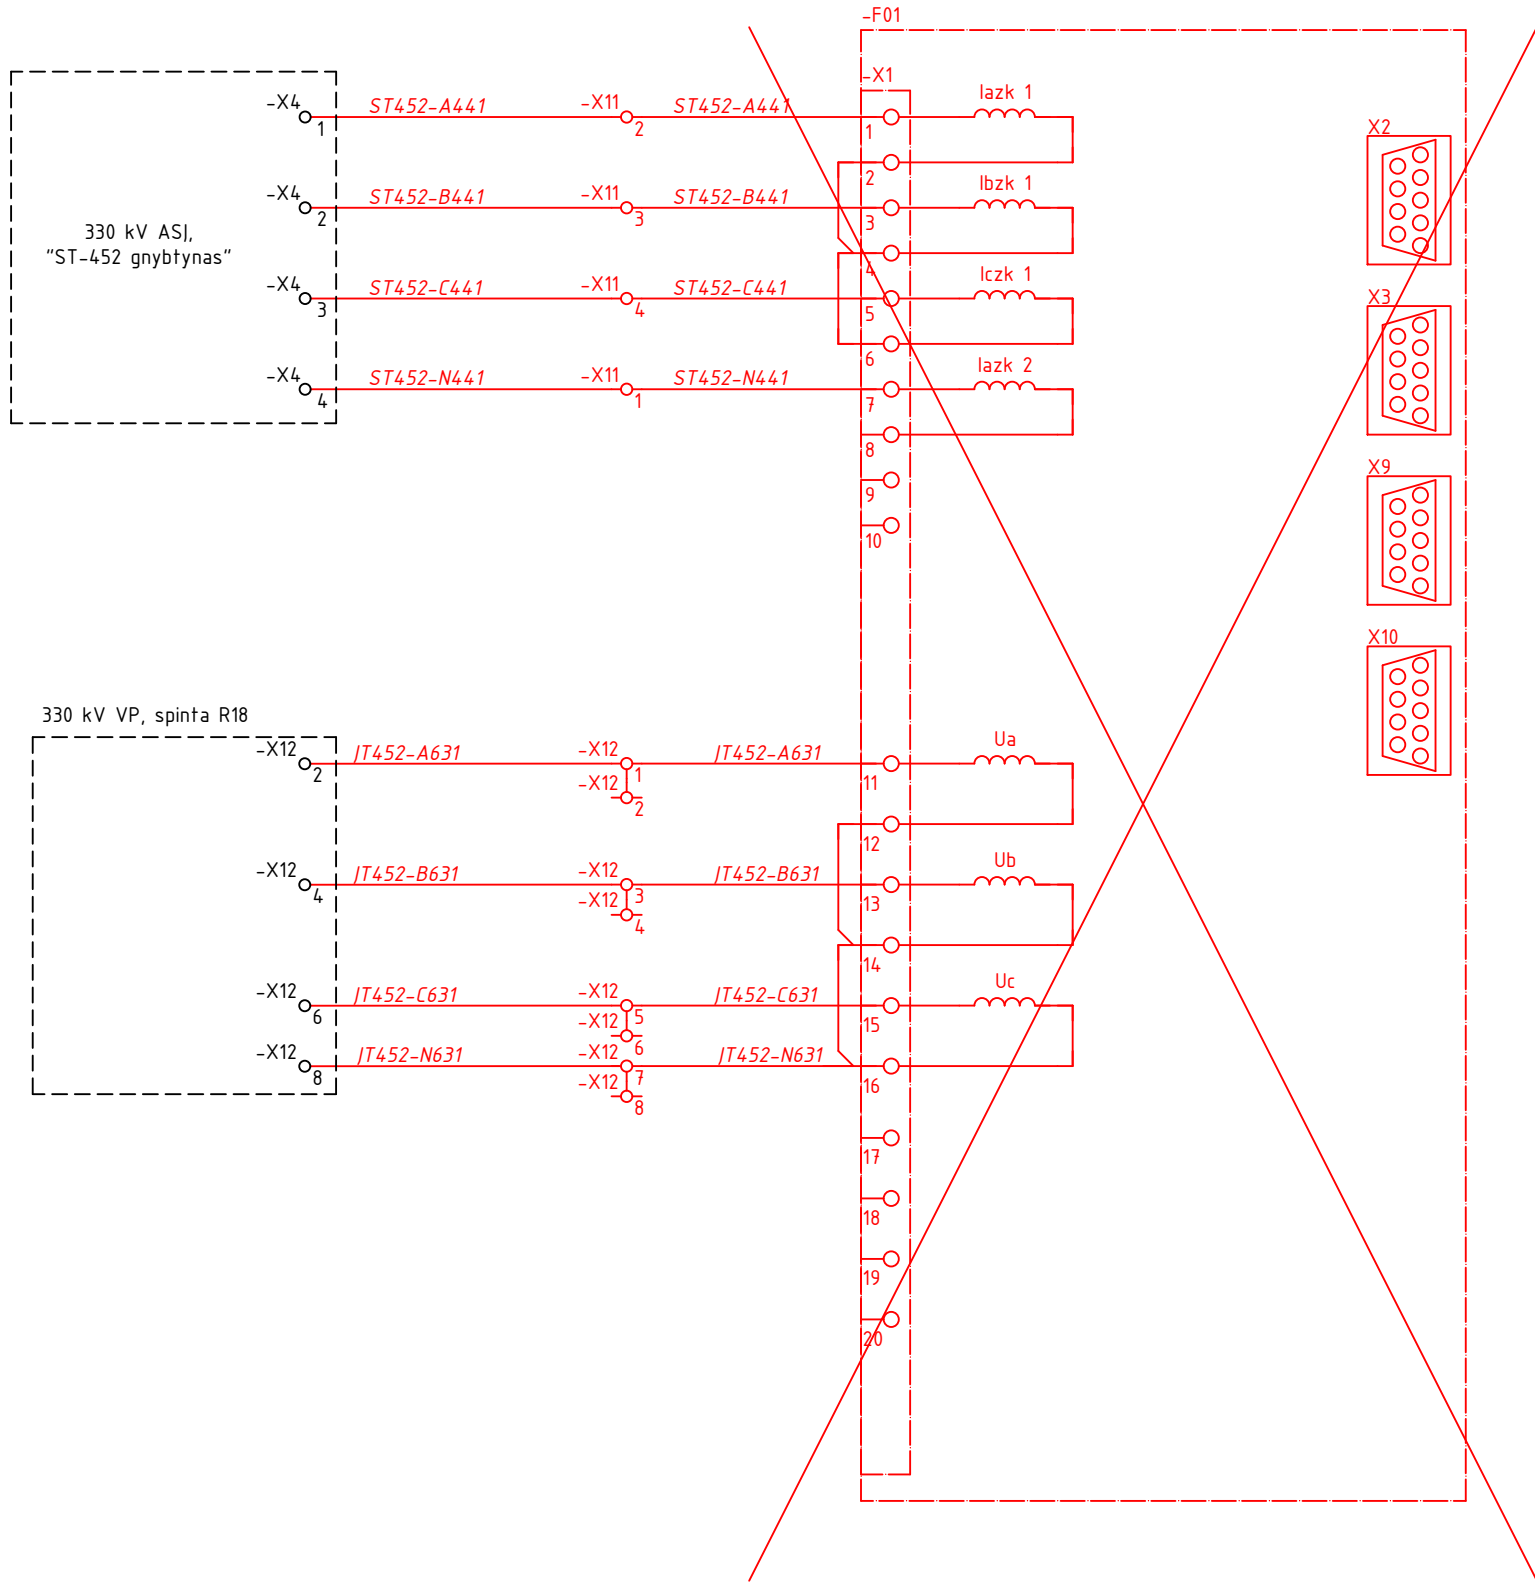 -F01
-X1
-X4
1
ST452-A441
-X11
2
ST452-A441
1
Iazk 1
X2
2
-X4
2
ST452-B441
-X11
3
ST452-B441
3
Ibzk 1
330 kV ASJ,
"ST-452 gnybtynas"
4
-X4
3
ST452-C441
-X11
4
ST452-C441
5
Iczk 1
X3
6
-X4
4
ST452-N441
-X11
1
ST452-N441
7
Iazk 2
8
X9
9
10
X10
330 kV VP, spinta R18
-X12
2
JT452-A631
-X12
1
-X12
2
JT452-A631
11
Ua
12
-X12
4
JT452-B631
-X12
3
-X12
4
JT452-B631
13
Ub
14
-X12
6
JT452-C631
-X12
5
-X12
6
JT452-C631
15
Uc
-X12
8
JT452-N631
-X12
7
-X12
8
JT452-N631
16
17
18
19
20